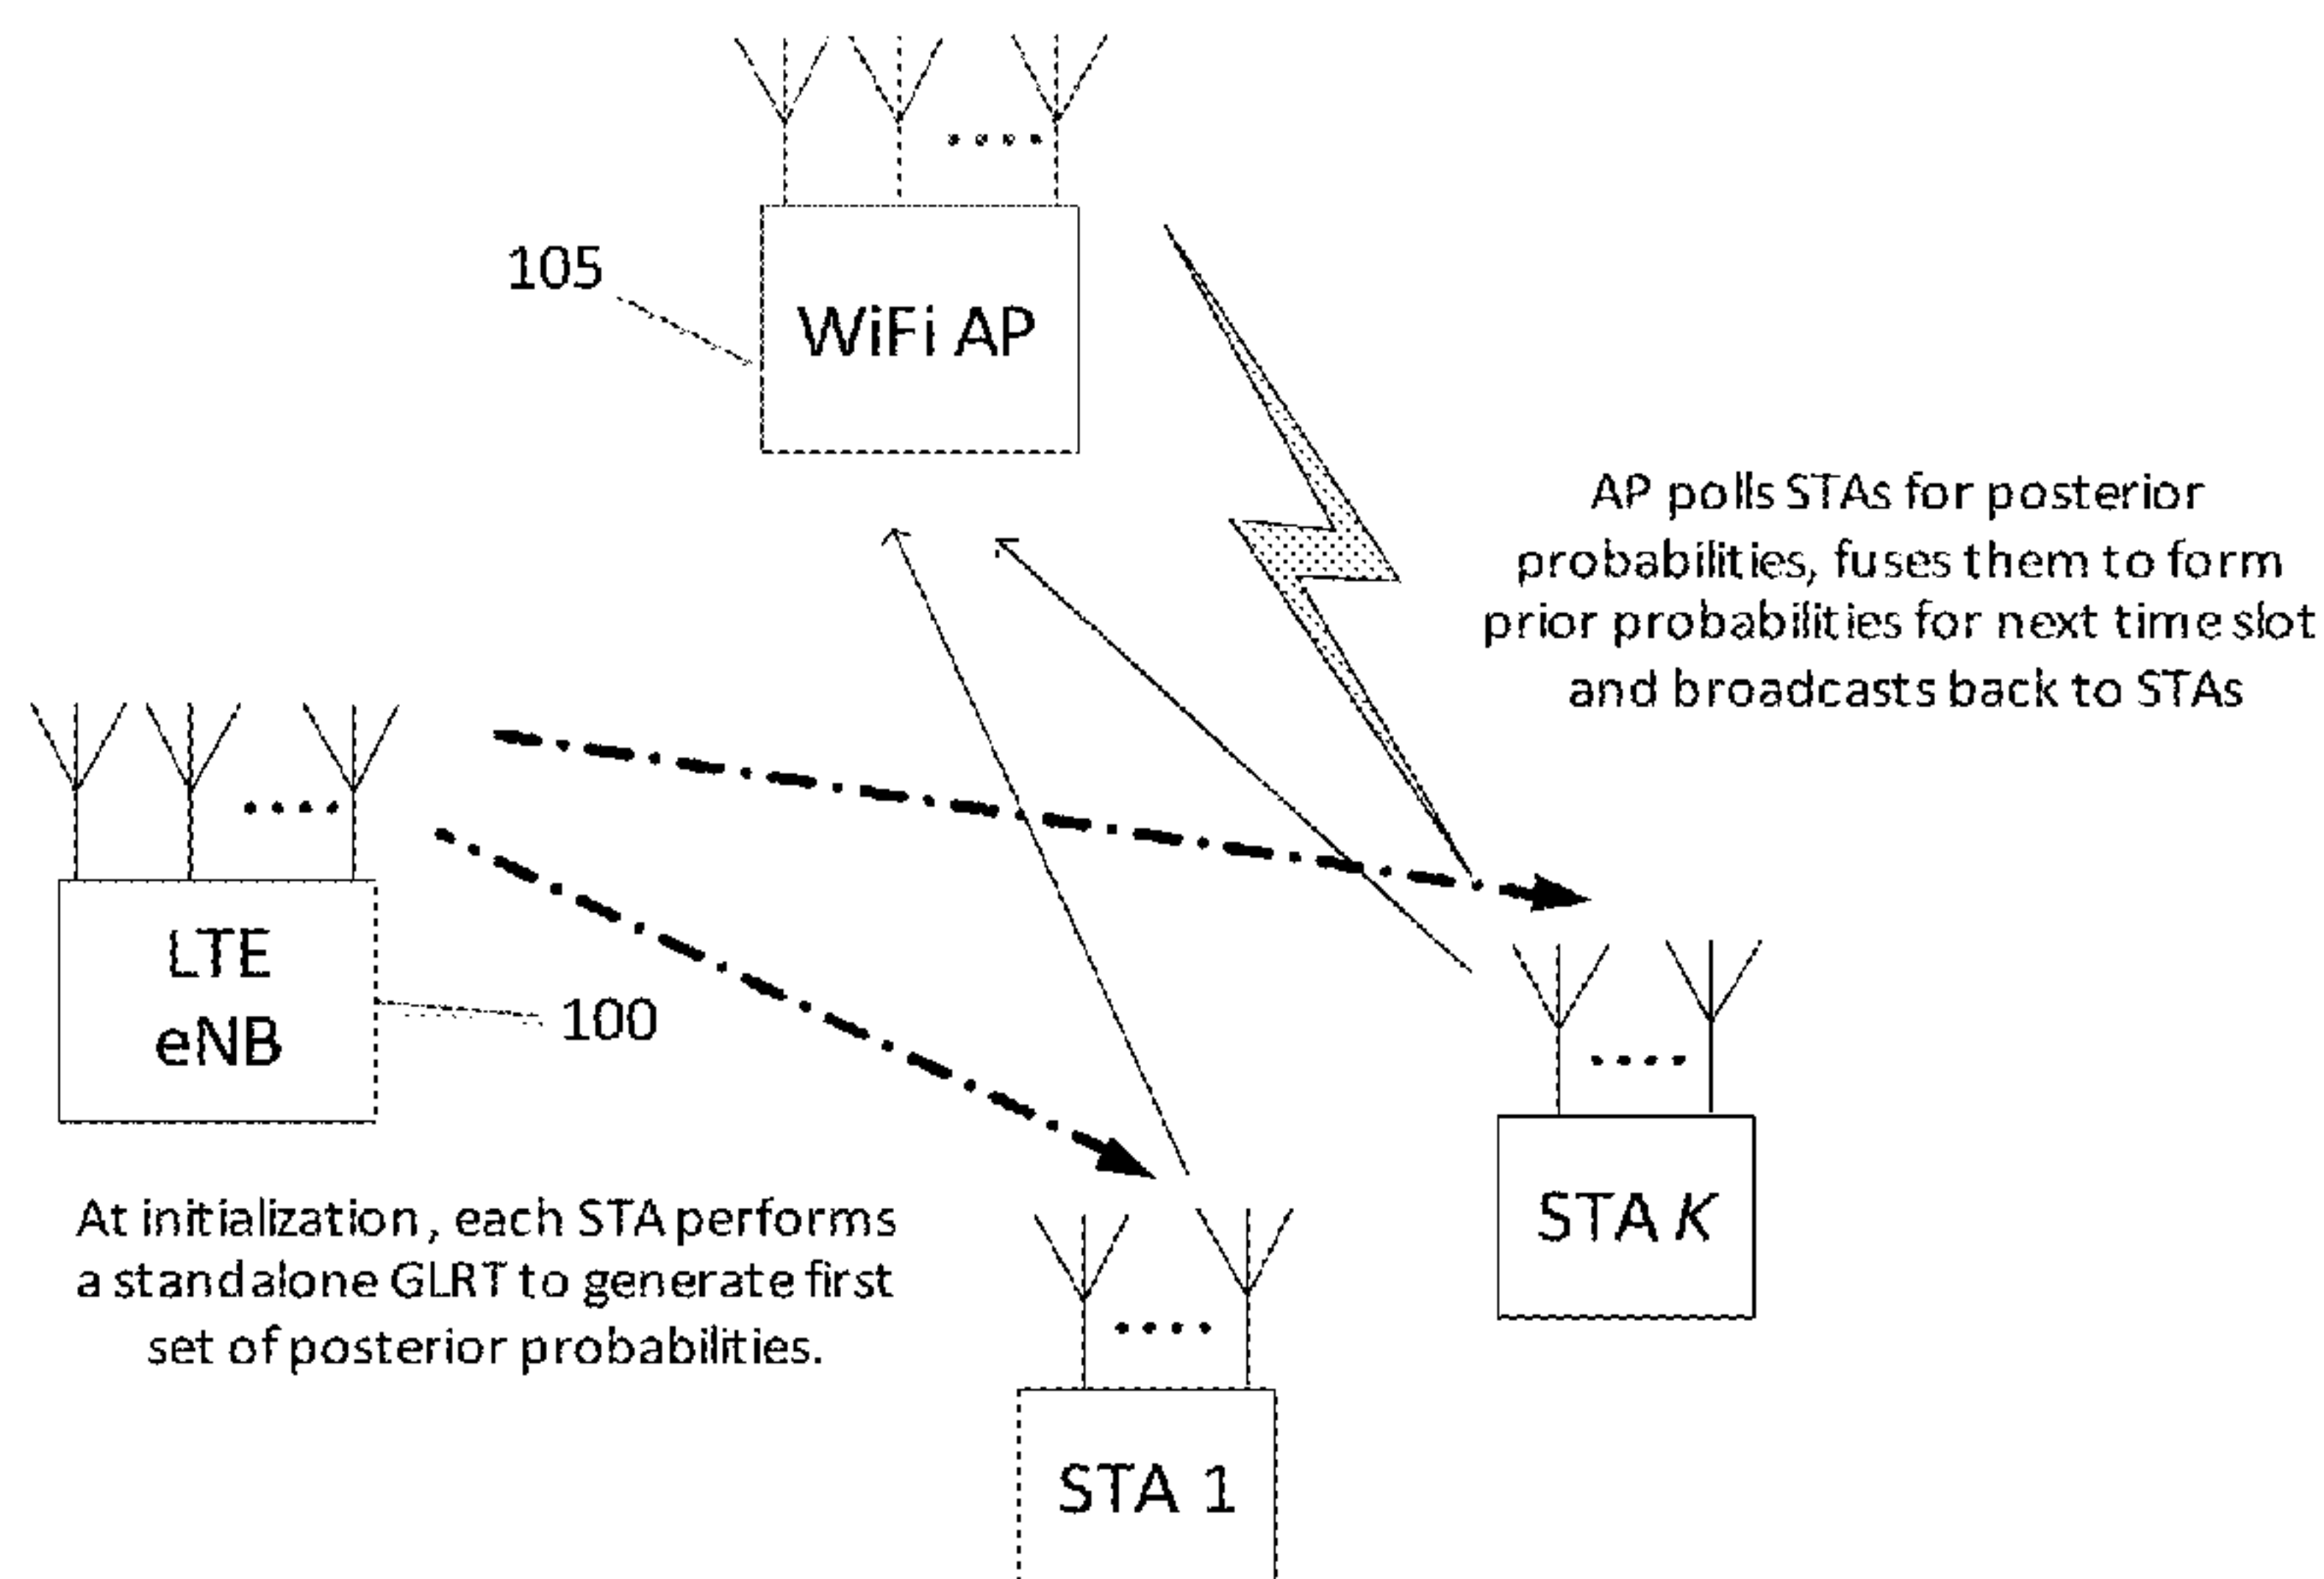 105
WiFi AP
AP polls STAs for posterior
probabilities, fuses them to form
prior probabilities for next time slot
and broadcasts back to STAs
LTE
eNB
100
At initialization, each STA performs
a standalone GLRT to generate first
set of posterior probabilities.
STA K
STA 1